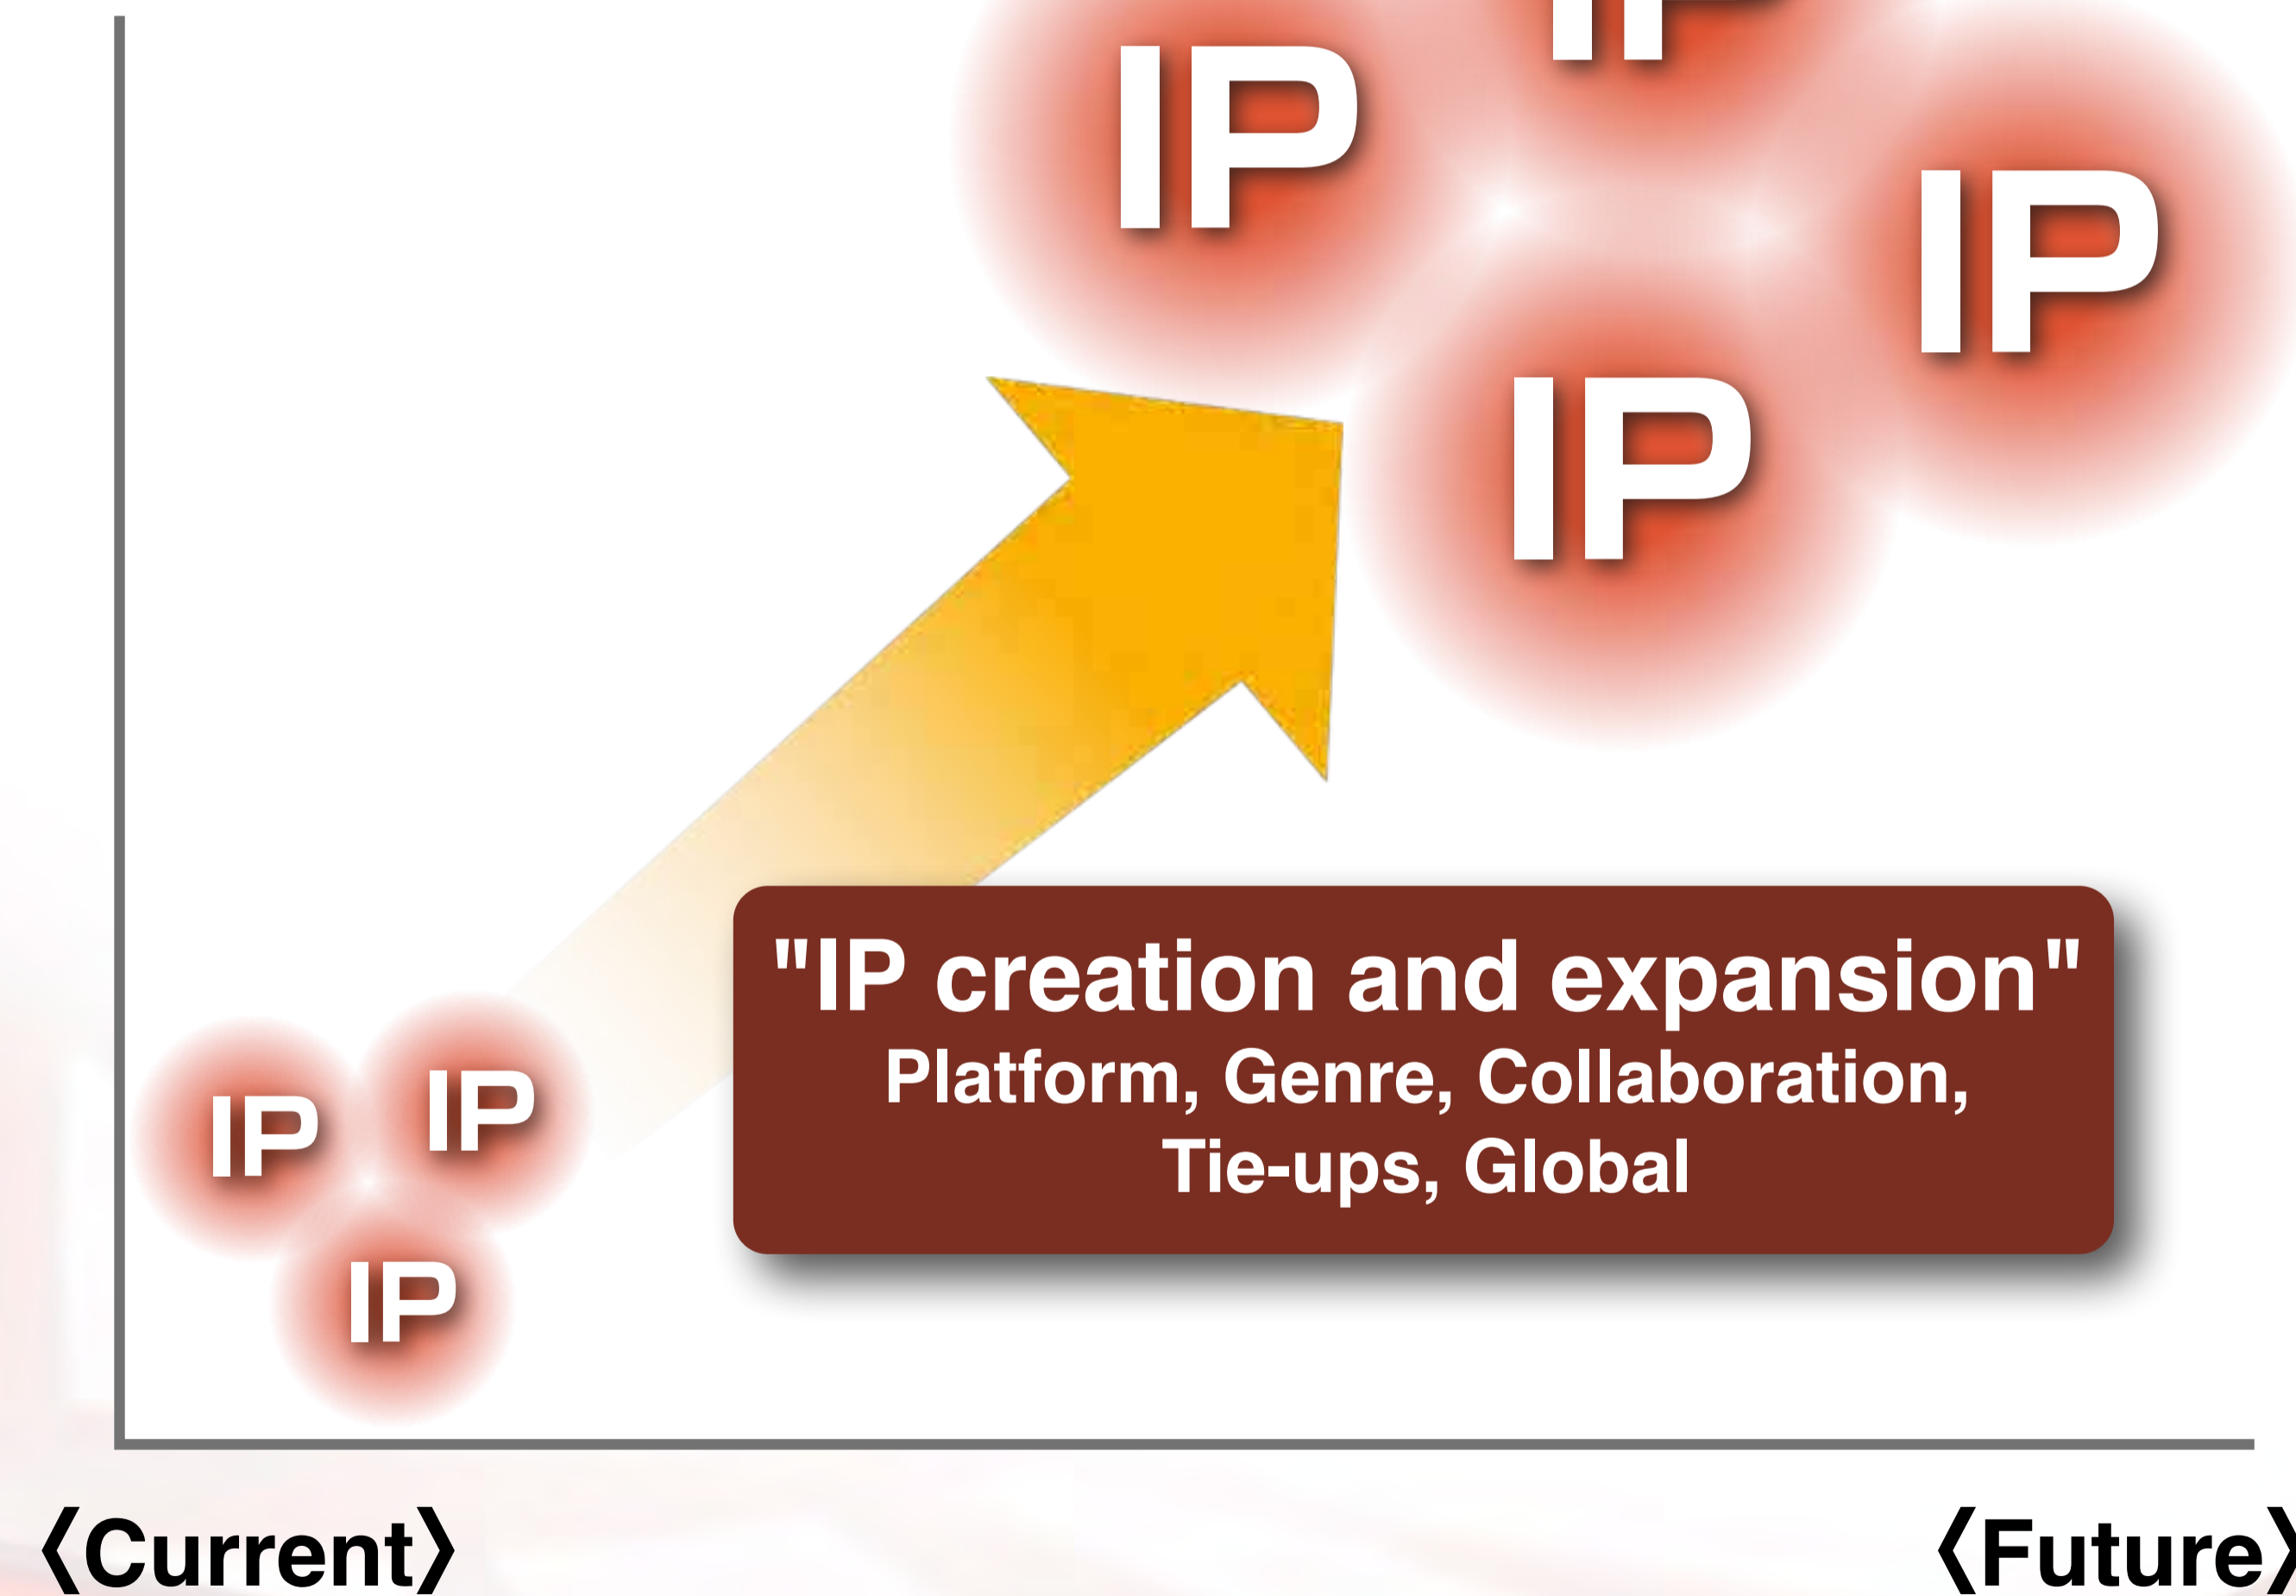 IP
IP
IP
IP
"IP creation and expansion"
Platform, Genre, Collaboration,
Tie-ups, Global
IP
IP
IP
〈Current〉
〈Future〉